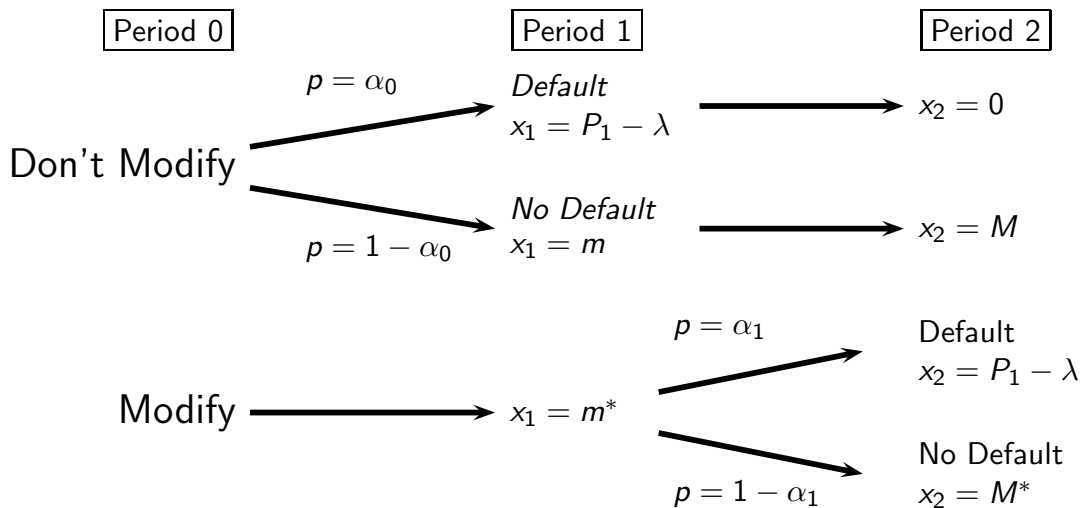 Period 0
Period 1
Period 2
p = α₀
Default
x₁ = P₁ − λ
x₂ = 0
Don't Modify
No Default
x₁ = m
x₂ = M
p = 1 − α₀
p = α₁
Default
x₂ = P₁ − λ
Modify
x₁ = m*
No Default
x₂ = M*
p = 1 − α₁